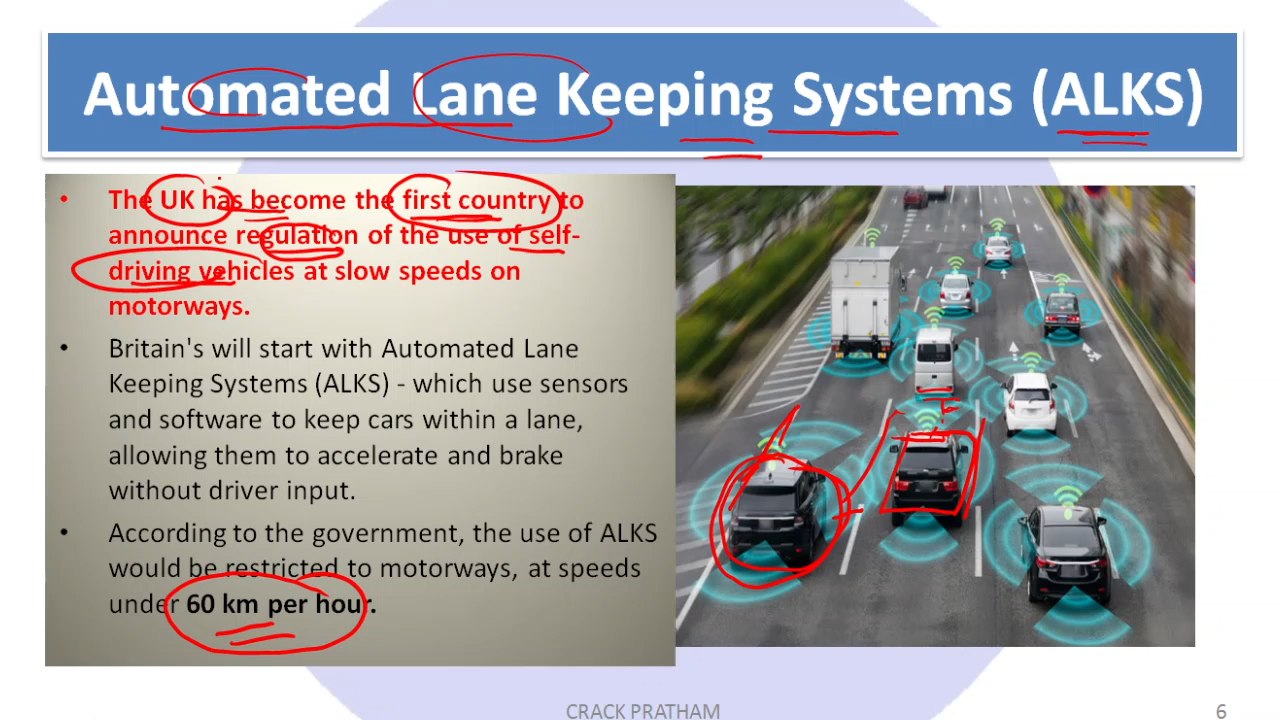 Automated Lane Keeping Systems (ALKS)
• The UK has become the first country to
announce regulation of the use of self-
driving vehicles at slow speeds on
motorways.
• Britain's will start with Automated Lane
Keeping Systems (ALKS) - which use sensors
and software to keep cars within a lane,
allowing them to accelerate and brake
without driver input.
• According to the government, the use of ALKS
would be restricted to motorways, at speeds
under 60 km per hour.
CRACK PRATHAM
6